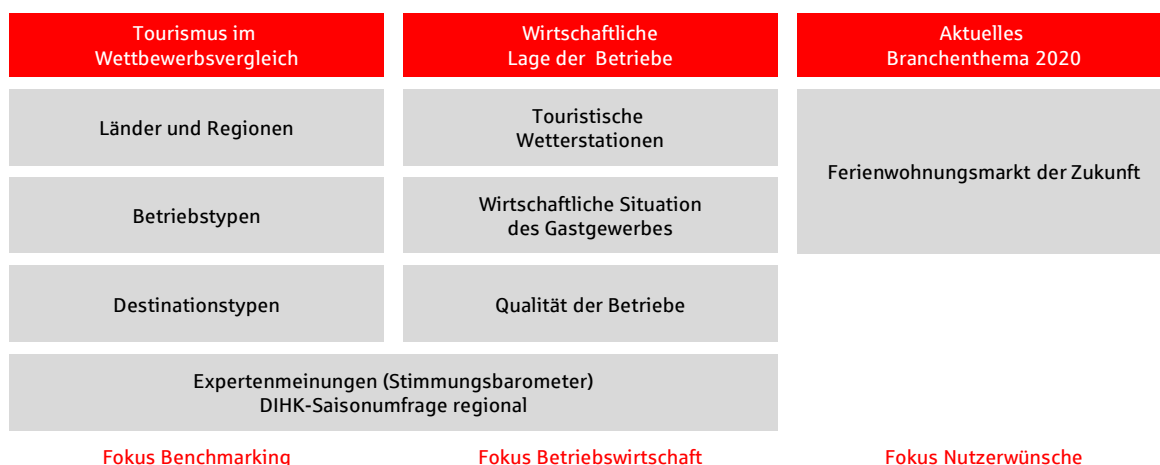 Tourismus im
Wettbewerbsvergleich
Länder und Regionen
Betriebstypen
Destinationstypen
Wirtschaftliche
Lage der Betriebe
Touristische
Wetterstationen
Wirtschaftliche Situation
des Gastgewerbes
Qualität der Betriebe
Expertenmeinungen (Stimmungsbarometer)
DIHK-Saisonumfrage regional
Aktuelles
Branchenthema 2020
Ferienwohnungsmarkt der Zukunft
Fokus Benchmarking
Fokus Betriebswirtschaft
Fokus Nutzerwünsche